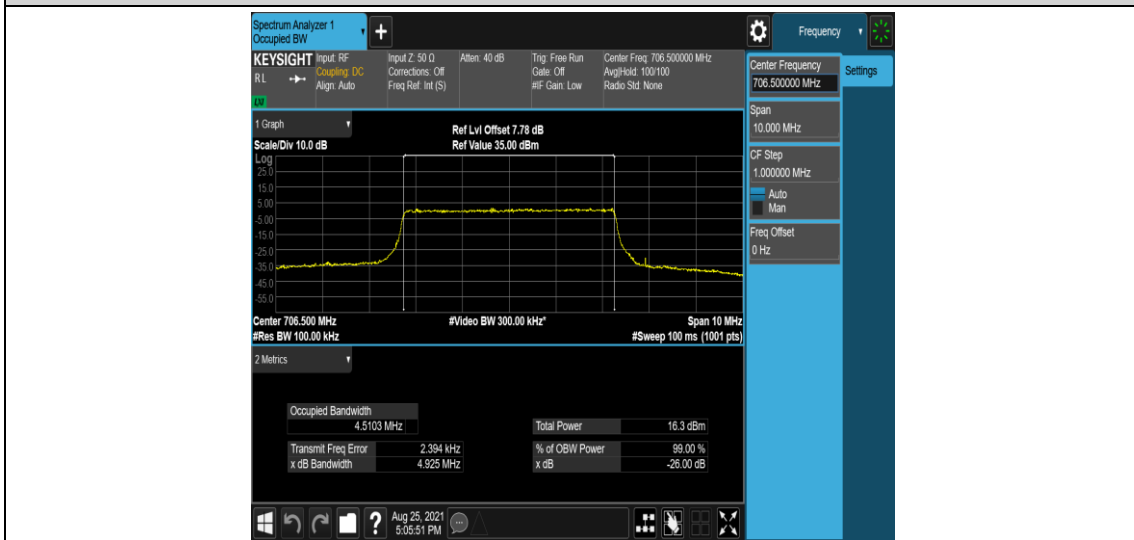 Spectrum Analyzer 1
Occupied BW
+
Frequency
KEYSIGHT
RL
LXI
Input: RF
Coupling: DC
Align: Auto
Input Z: 50 Ω
Corrections: Off
Freq Ref: Int (S)
Atten: 40 dB
Trig: Free Run
Gate: Off
#IF Gain: Low
Center Freq: 706.500000 MHz
Avg|Hold: 100/100
Radio Std: None
Center Frequency
706.500000 MHz
Settings
Span
10.000 MHz
CF Step
1.000000 MHz
Auto
Man
Freq Offset
0 Hz
1 Graph
Ref Lvl Offset 7.78 dB
Scale/Div 10.0 dB
Ref Value 35.00 dBm
Log
25.0
15.0
5.00
-5.00
-15.0
-25.0
-35.0
-45.0
-55.0
Center 706.500 MHz
#Video BW 300.00 kHz*
Span 10 MHz
#Res BW 100.00 kHz
#Sweep 100 ms (1001 pts)
2 Metrics
Occupied Bandwidth
4.5103 MHz
Total Power 16.3 dBm
Transmit Freq Error 2.394 kHz
% of OBW Power 99.00 %
x dB Bandwidth 4.925 MHz
x dB -26.00 dB
?
Aug 25, 2021
5:05:51 PM